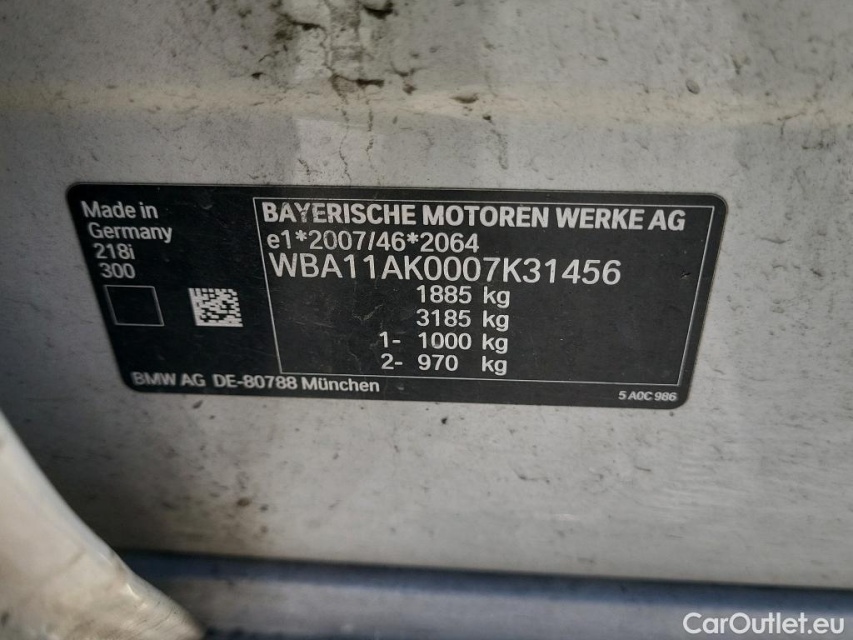 Made in
Germany
218i
300
BAYERISCHE MOTOREN WERKE AG
e1*2007/46*2064
WBA11AK0007K31456
1885 kg
3185 kg
1- 1000 kg
2- 970 kg
BMW AG DE-80788 München
5 A0C 986
CarOutlet.eu